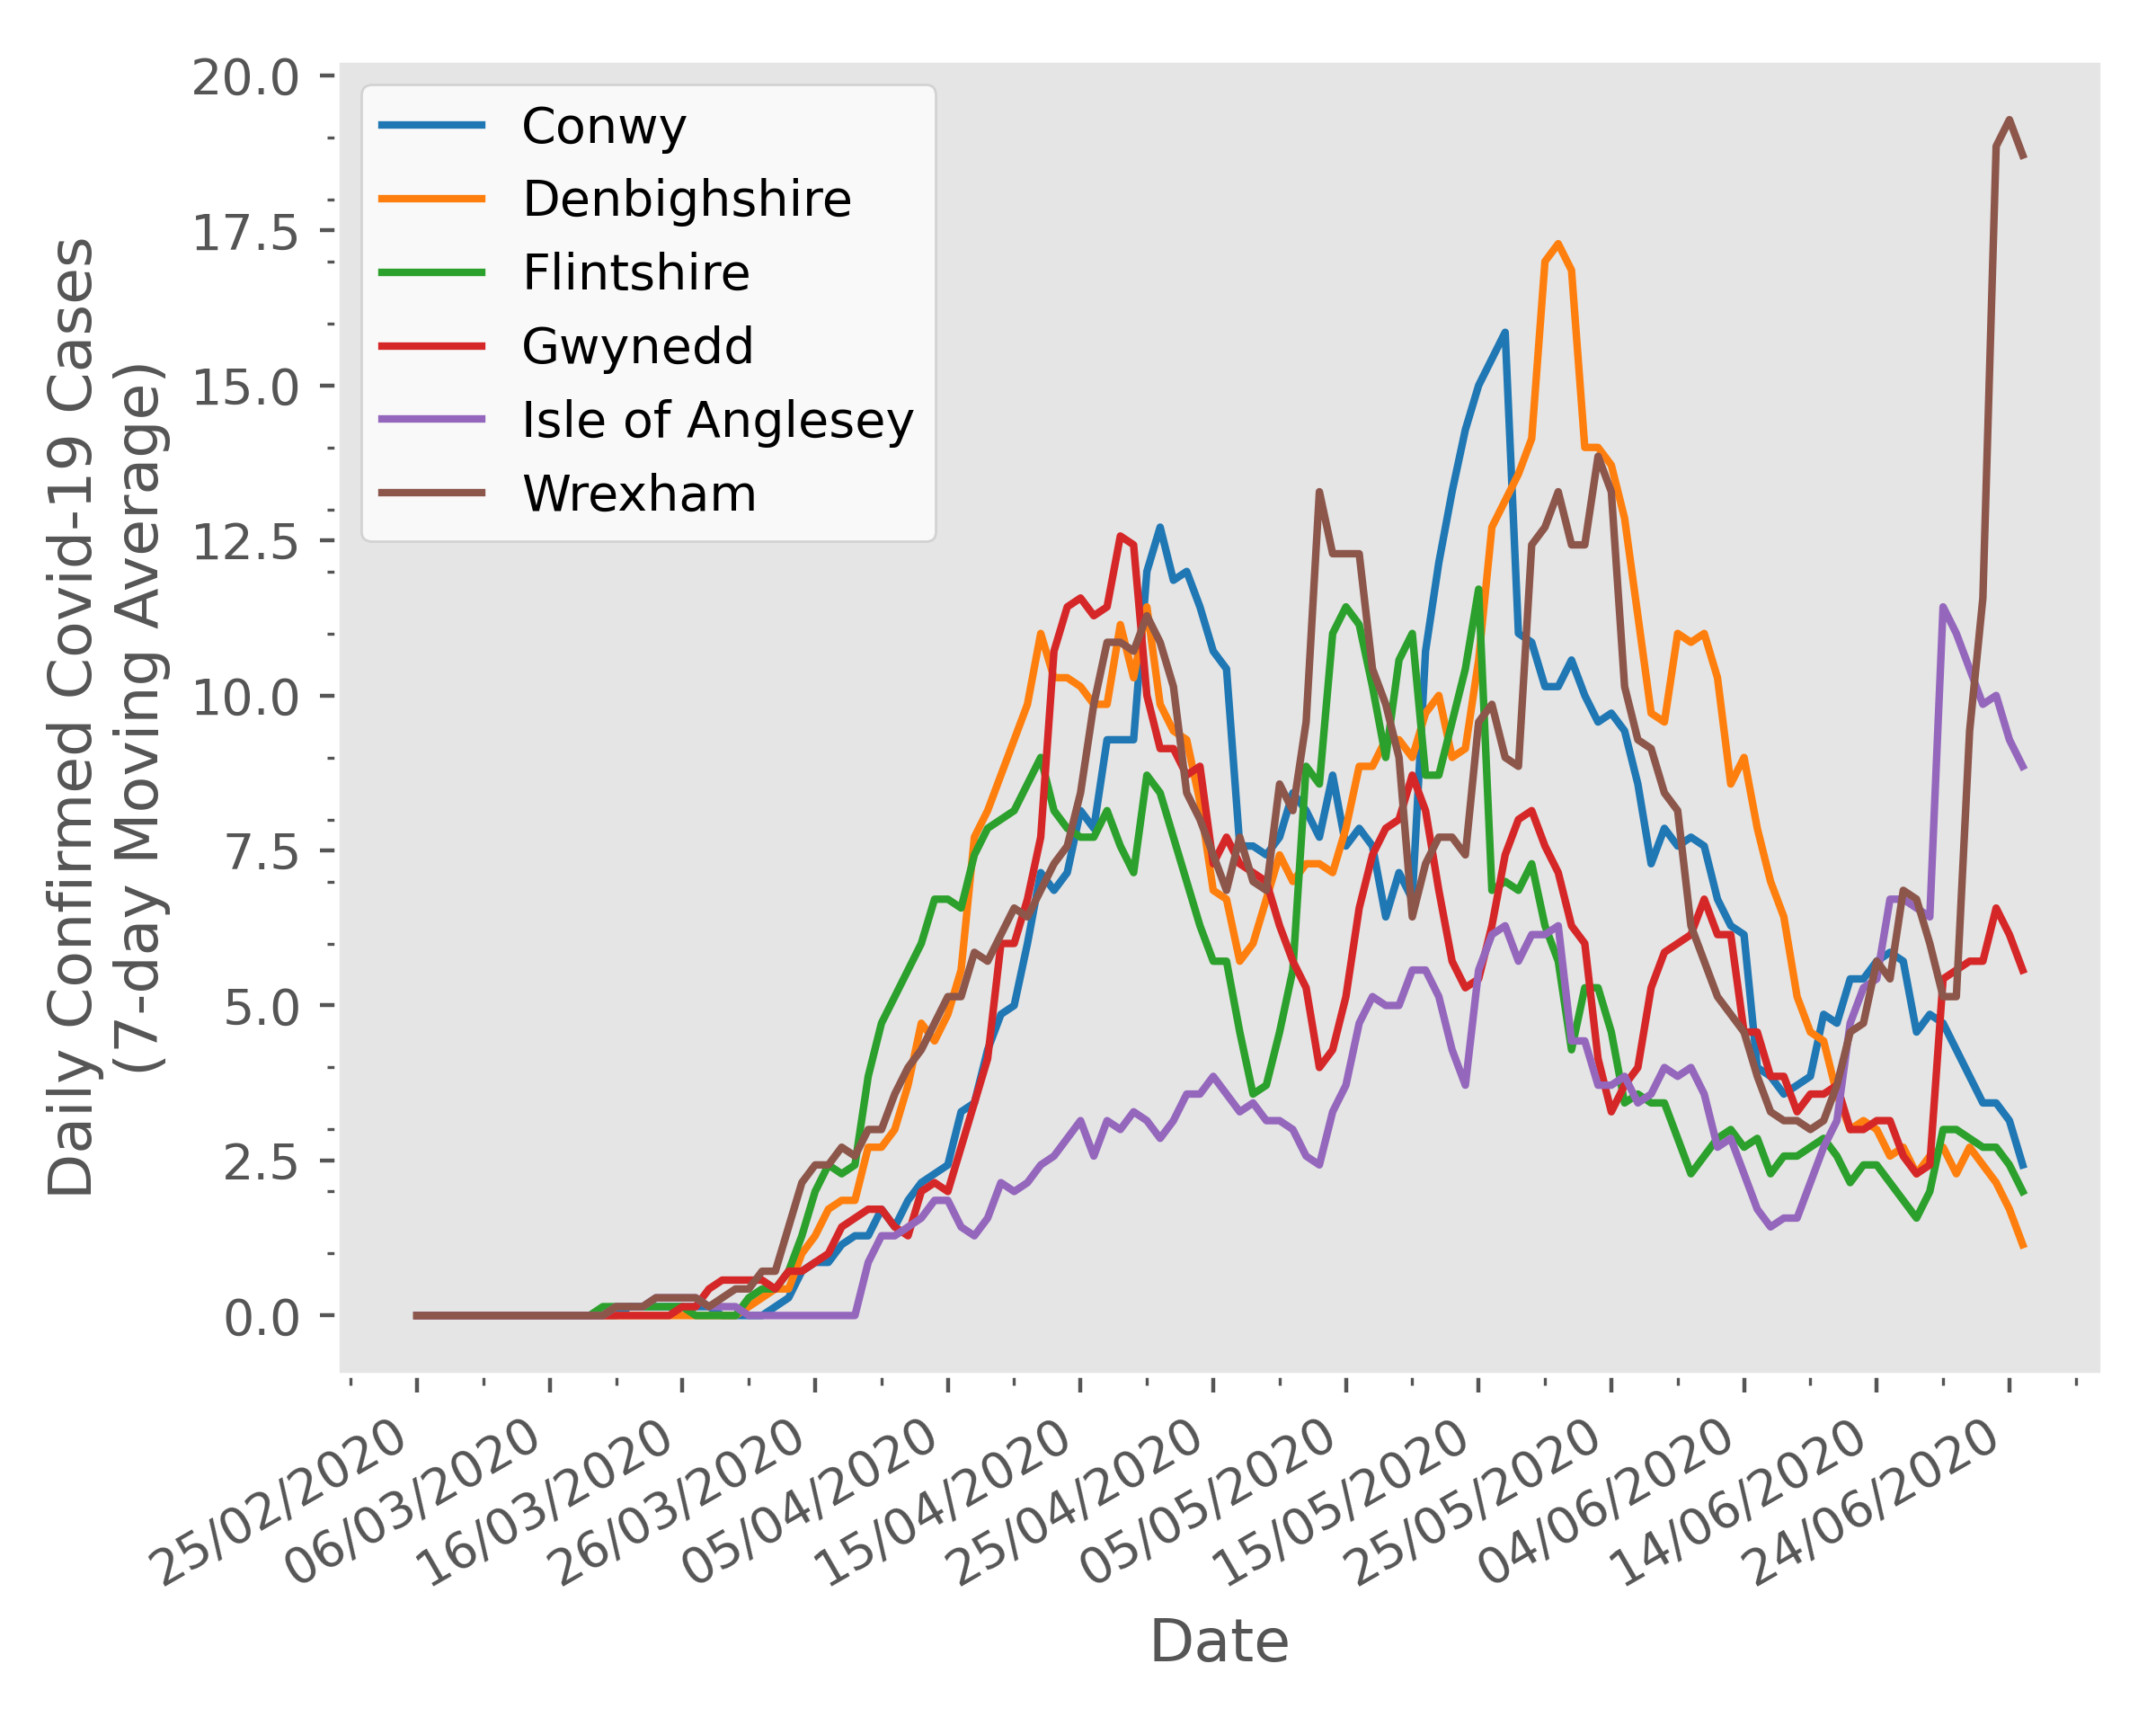 Daily Confirmed Covid-19 Cases
(7-day Moving Average)
20.0
17.5
15.0
12.5
10.0
7.5
5.0
2.5
0.0
Conwy
Denbighshire
Flintshire
Gwynedd
Isle of Anglesey
Wrexham
25/02/2020
06/03/2020
16/03/2020
26/03/2020
05/04/2020
15/04/2020
25/04/2020
05/05/2020
15/05/2020
25/05/2020
04/06/2020
14/06/2020
24/06/2020
Date